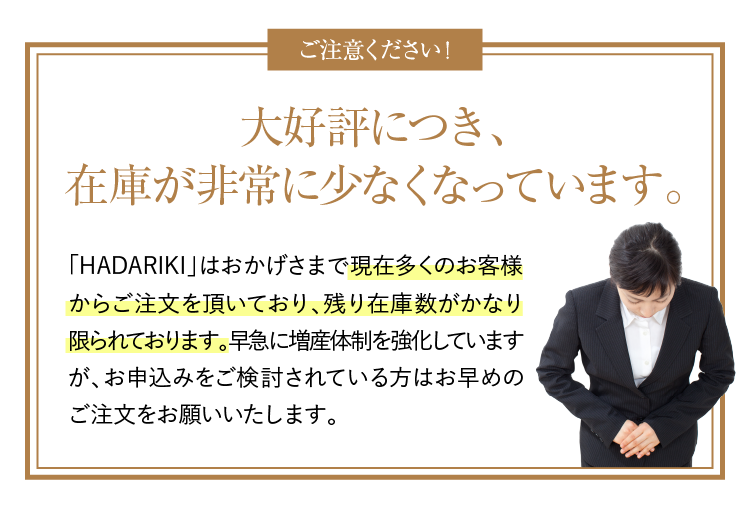 ご注意ください!
大好評につき、
在庫が非常に少なくなっています。
「HADARIKI」はおかげさまで現在多くのお客様
からご注文を頂いており、残り在庫数がかなり
限られております。早急に増産体制を強化しています
が、お申込みをご検討されている方はお早めの
ご注文をお願いいたします。